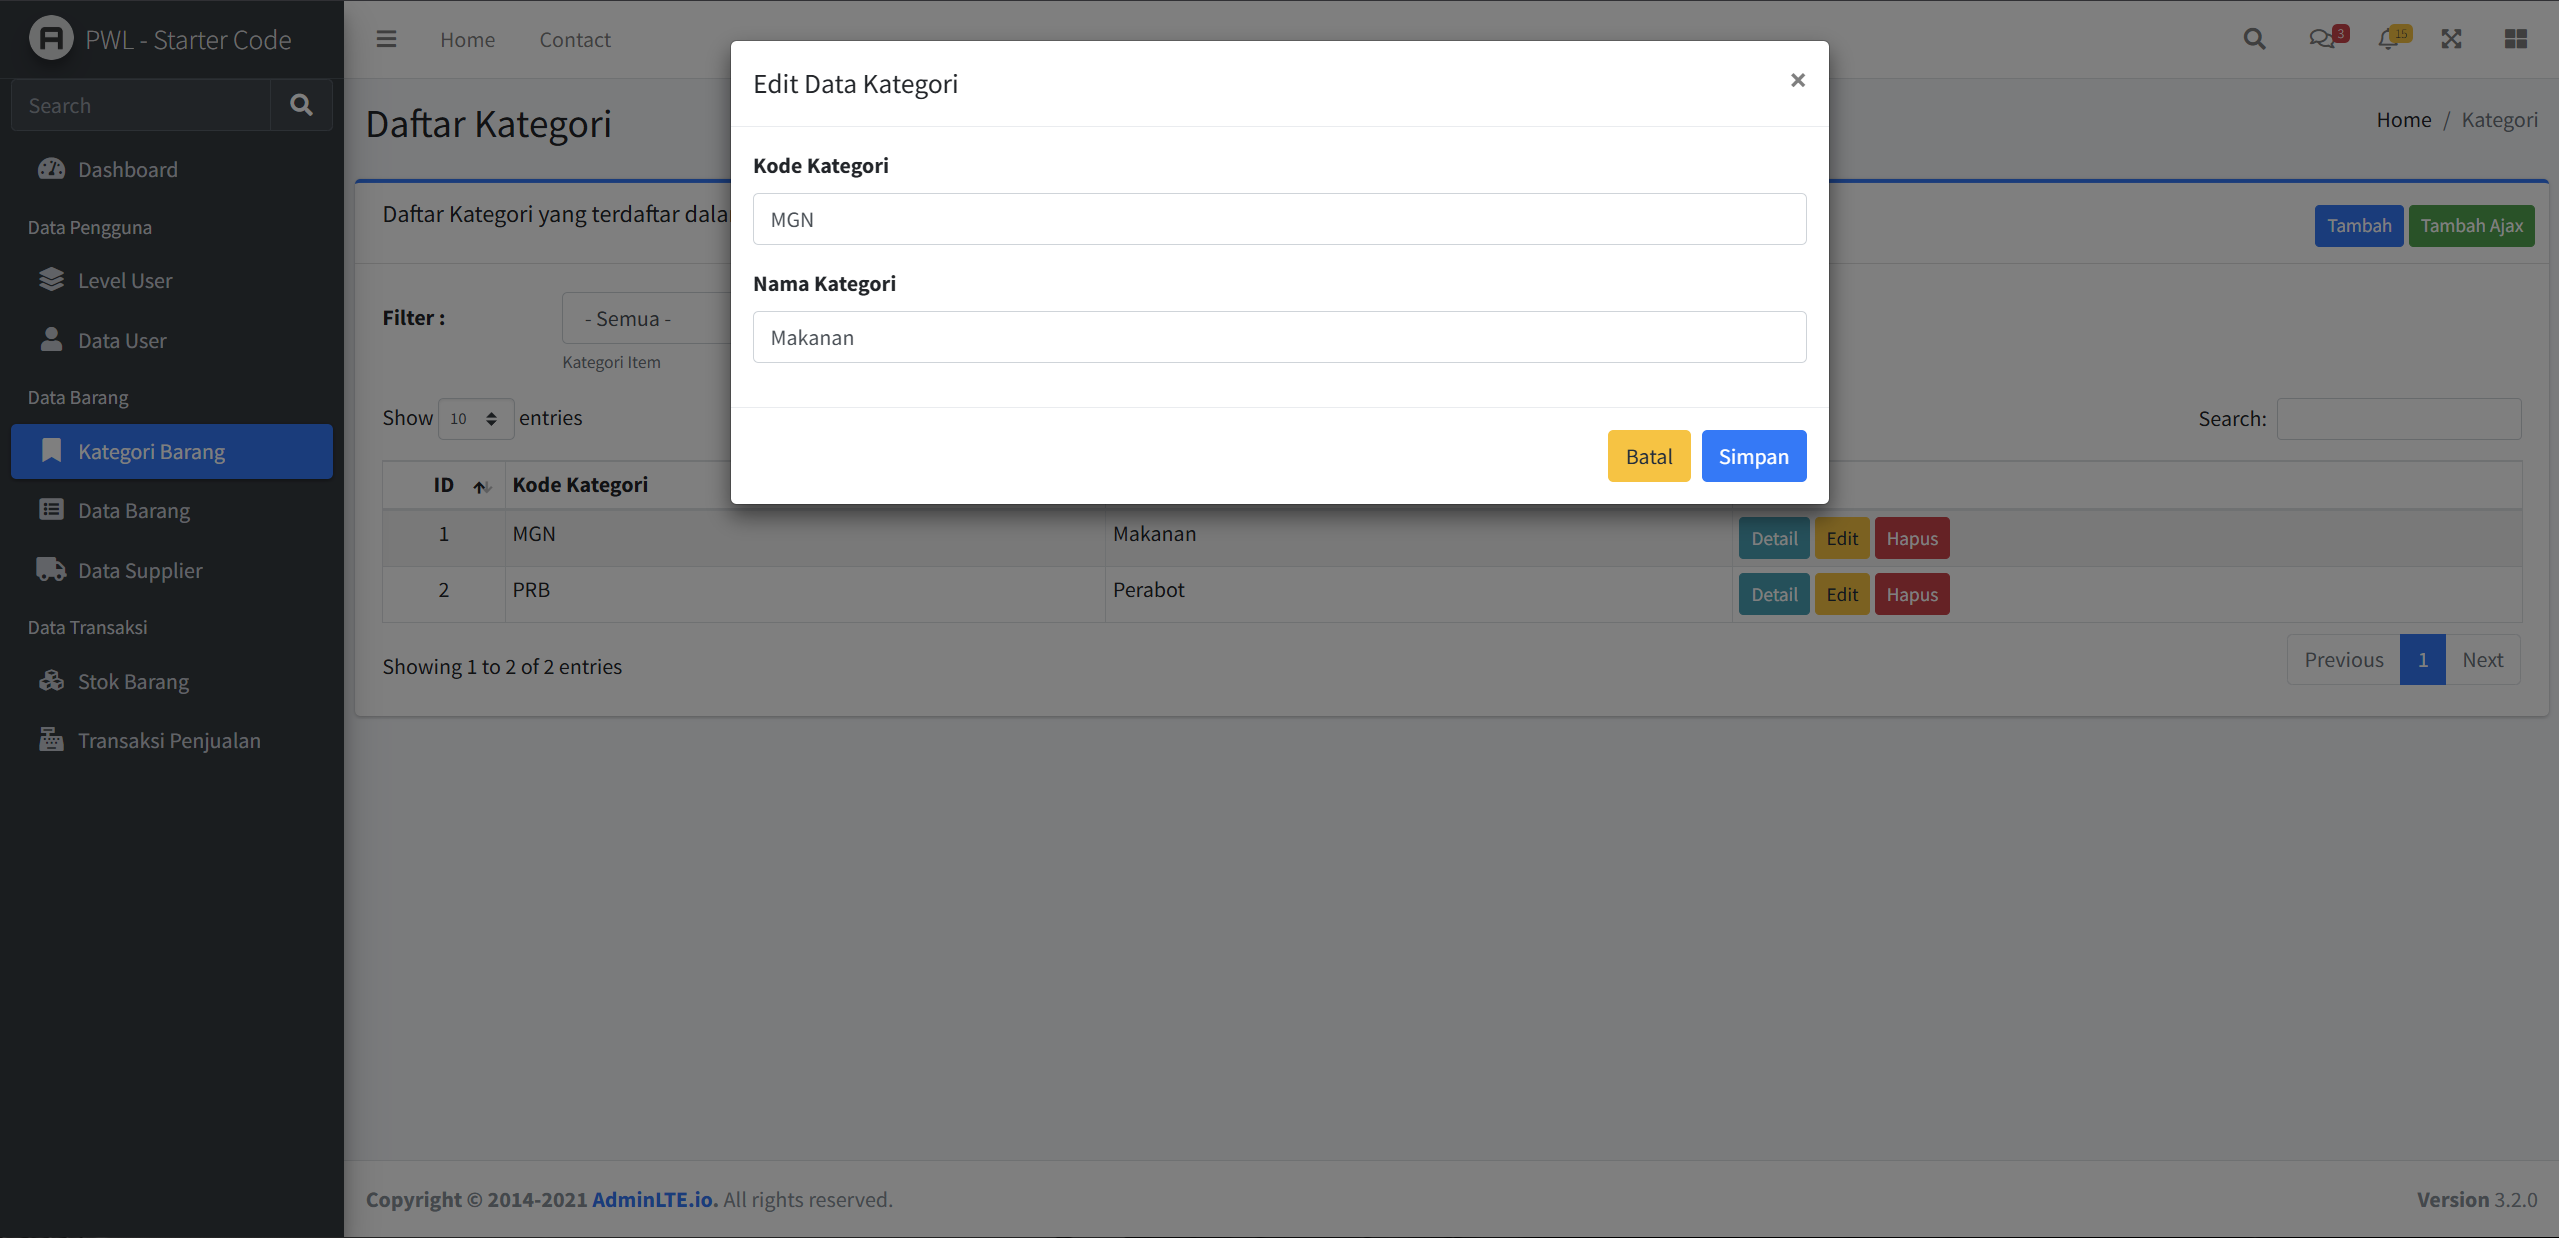 PWL - Starter Code
Home
Contact
3
15
Search
Dashboard
Data Pengguna
Level User
Data User
Data Barang
Kategori Barang
Data Barang
Data Supplier
Data Transaksi
Stok Barang
Transaksi Penjualan
Daftar Kategori
Home / Kategori
Daftar Kategori yang terdaftar
Tambah
Tambah Ajax
Filter :
- Semua -
Kategori Item
Show 10 entries
Search:
ID
Kode Kategori
1 MGN Makanan Detail Edit Hapus
2 PRB Perabot Detail Edit Hapus
Showing 1 to 2 of 2 entries
Previous 1 Next
Edit Data Kategori
×
Kode Kategori
MGN
Nama Kategori
Makanan
Batal
Simpan
Copyright © 2014-2021 AdminLTE.io. All rights reserved.
Version 3.2.0